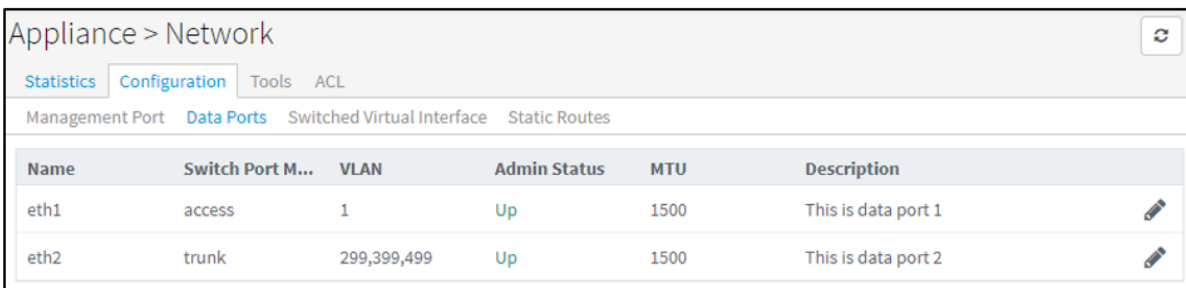 Appliance > Network
Statistics Configuration Tools ACL
Management Port Data Ports Switched Virtual Interface Static Routes
Name Switch Port M... VLAN Admin Status MTU Description
eth1 access 1 Up 1500 This is data port 1
eth2 trunk 299,399,499 Up 1500 This is data port 2